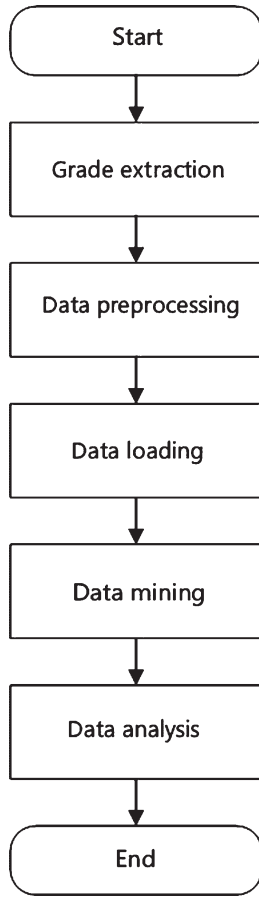 Start
Grade extraction
Data preprocessing
Data loading
Data mining
Data analysis
End